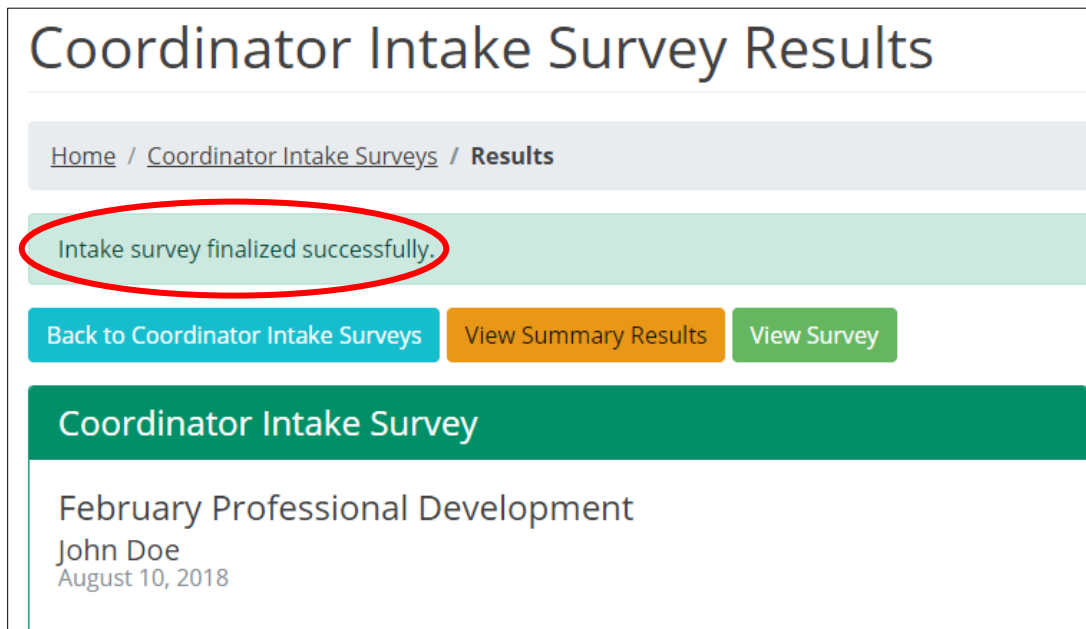 Coordinator Intake Survey Results
Home / Coordinator Intake Surveys / Results
Intake survey finalized successfully.
Back to Coordinator Intake Surveys View Summary Results View Survey
Coordinator Intake Survey
February Professional Development
John Doe
August 10, 2018